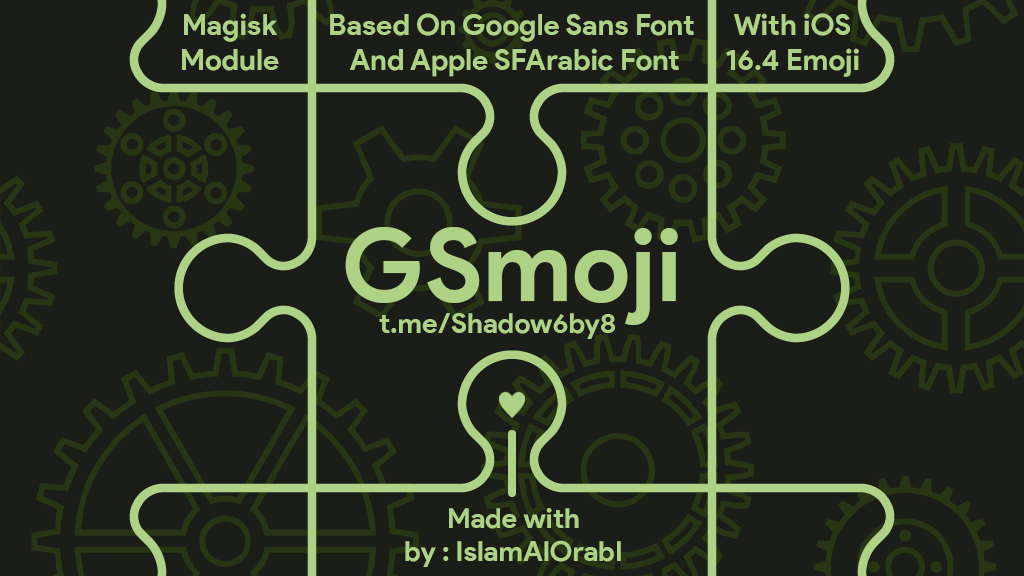 Magisk
Module
Based On Google Sans Font
And Apple SFArabic Font
With iOS
16.4 Emoji
GSmoji
t.me/Shadow6by8
Made with
by : IslamAlOrabI